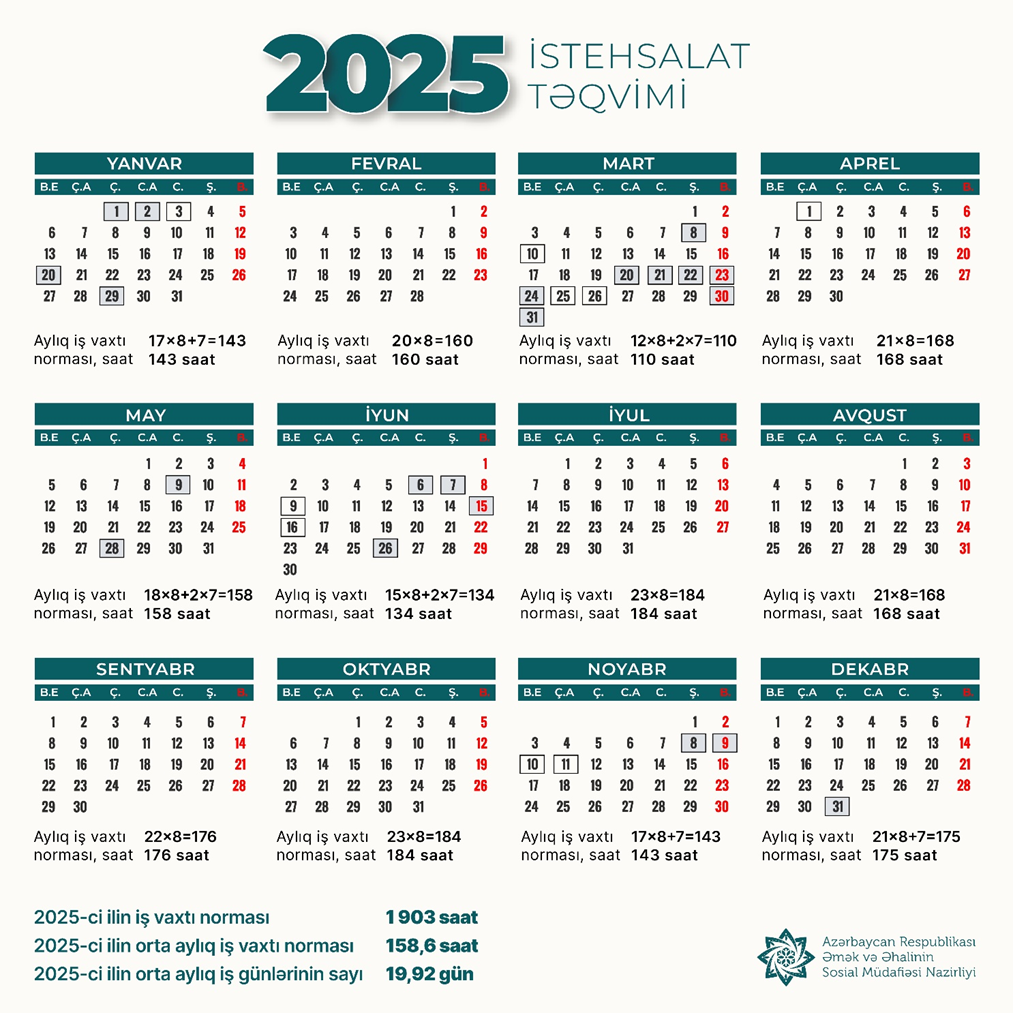 2025 İSTEHSALAT
TƏQVİMİ
YANVAR
B.E Ç.A Ç. C.A C. Ş. B.
1 2 3 4 5
6 7 8 9 10 11 12
13 14 15 16 17 18 19
20 21 22 23 24 25 26
27 28 29 30 31
Aylıq iş vaxtı 17×8+7=143
norması, saat 143 saat
FEVRAL
B.E Ç.A Ç. C.A C. Ş. B.
1 2
3 4 5 6 7 8 9
10 11 12 13 14 15 16
17 18 19 20 21 22 23
24 25 26 27 28
Aylıq iş vaxtı 20×8=160
norması, saat 160 saat
MART
B.E Ç.A Ç. C.A C. Ş. B.
1 2
3 4 5 6 7 8 9
10 11 12 13 14 15 16
17 18 19 20 21 22 23
24 25 26 27 28 29 30
31
Aylıq iş vaxtı 12×8+2×7=110
norması, saat 110 saat
APREL
B.E Ç.A Ç. C.A C. Ş. B.
1 2 3 4 5 6
7 8 9 10 11 12 13
14 15 16 17 18 19 20
21 22 23 24 25 26 27
28 29 30
Aylıq iş vaxtı 21×8=168
norması, saat 168 saat
MAY
B.E Ç.A Ç. C.A C. Ş. B.
1 2 3 4
5 6 7 8 9 10 11
12 13 14 15 16 17 18
19 20 21 22 23 24 25
26 27 28 29 30 31
Aylıq iş vaxtı 18×8+2×7=158
norması, saat 158 saat
İYUN
B.E Ç.A Ç. C.A C. Ş. B.
1
2 3 4 5 6 7 8
9 10 11 12 13 14 15
16 17 18 19 20 21 22
23 24 25 26 27 28 29
30
Aylıq iş vaxtı 15×8+2×7=134
norması, saat 134 saat
İYUL
B.E Ç.A Ç. C.A C. Ş. B.
1 2 3 4 5 6
7 8 9 10 11 12 13
14 15 16 17 18 19 20
21 22 23 24 25 26 27
28 29 30 31
Aylıq iş vaxtı 23×8=184
norması, saat 184 saat
AVQUST
B.E Ç.A Ç. C.A C. Ş. B.
1 2 3
4 5 6 7 8 9 10
11 12 13 14 15 16 17
18 19 20 21 22 23 24
25 26 27 28 29 30 31
Aylıq iş vaxtı 21×8=168
norması, saat 168 saat
SENTYABR
B.E Ç.A Ç. C.A C. Ş. B.
1 2 3 4 5 6 7
8 9 10 11 12 13 14
15 16 17 18 19 20 21
22 23 24 25 26 27 28
29 30
Aylıq iş vaxtı 22×8=176
norması, saat 176 saat
OKTYABR
B.E Ç.A Ç. C.A C. Ş. B.
1 2 3 4 5
6 7 8 9 10 11 12
13 14 15 16 17 18 19
20 21 22 23 24 25 26
27 28 29 30 31
Aylıq iş vaxtı 23×8=184
norması, saat 184 saat
NOYABR
B.E Ç.A Ç. C.A C. Ş. B.
1 2
3 4 5 6 7 8 9
10 11 12 13 14 15 16
17 18 19 20 21 22 23
24 25 26 27 28 29 30
Aylıq iş vaxtı 17×8+7=143
norması, saat 143 saat
DEKABR
B.E Ç.A Ç. C.A C. Ş. B.
1 2 3 4 5 6 7
8 9 10 11 12 13 14
15 16 17 18 19 20 21
22 23 24 25 26 27 28
29 30 31
Aylıq iş vaxtı 21×8+7=175
norması, saat 175 saat
2025-ci ilin iş vaxtı norması 1 903 saat
2025-ci ilin orta aylıq iş vaxtı norması 158,6 saat
2025-ci ilin orta aylıq iş günlərinin sayı 19,92 gün
Azərbaycan Respublikası
Əmək və Əhalinin
Sosial Müdafiəsi Nazirliyi